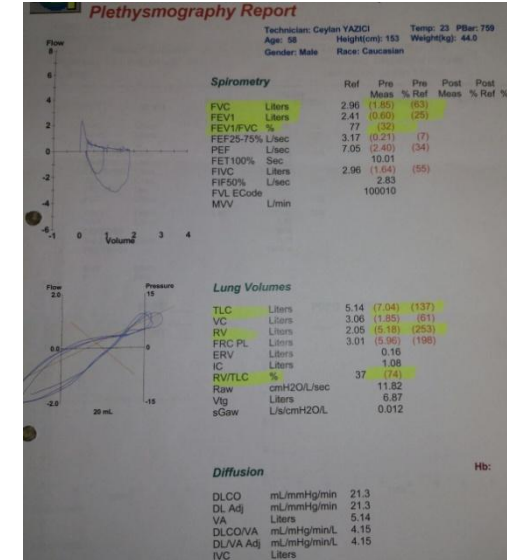 Plethysmography Report
Technician: Ceylan YAZICI Temp: 23 PBar: 759
Age: 58 Height(cm): 153 Weight(kg): 44.0
Gender: Male Race: Caucasian
Flow
8
6
4
2
0
-2
-4
-6
-1 0 Volume 2 3 4
Spirometry Ref Pre Meas Pre % Ref Post Meas Post % Ref %
FVC Liters 2.96 (1.85) (63)
FEV1 Liters 2.41 (0.60) (25)
FEV1/FVC % 77 (32)
FEF25-75% L/sec 3.17 (0.21) (7)
PEF L/sec 7.05 (2.40) (34)
FET100% Sec 10.01
FIVC Liters 2.96 (1.64) (55)
FIF50% L/sec 2.83
FVL ECode 100010
MVV L/min
Flow Pressure
2.0 15
0.0 0
-2.0 -15
20 mL
Lung Volumes
TLC Liters 5.14 (7.04) (137)
VC Liters 3.06 (1.85) (61)
RV Liters 2.05 (5.18) (253)
FRC PL Liters 3.01 (5.96) (198)
ERV Liters 0.16
IC Liters 1.08
RV/TLC % 37 (74)
Raw cmH2O/L/sec 11.82
Vtg Liters 6.87
sGaw L/s/cmH2O/L 0.012
Diffusion Hb:
DLCO mL/mmHg/min 21.3
DL Adj mL/mmHg/min 21.3
VA Liters 5.14
DLCO/VA mL/mHg/min/L 4.15
DL/VA Adj mL/mHg/min/L 4.15
IVC Liters